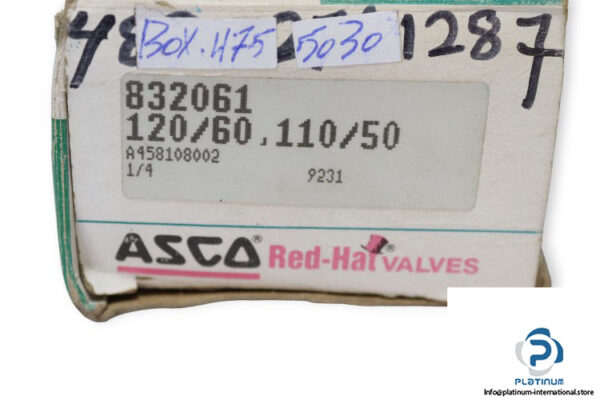 BOX.475 5030
1287
832061
120/60,110/50
A458108002
1/4 9231
ASCO® Red-Hat® VALVES
PLATINUM
Info@platinum-international.store